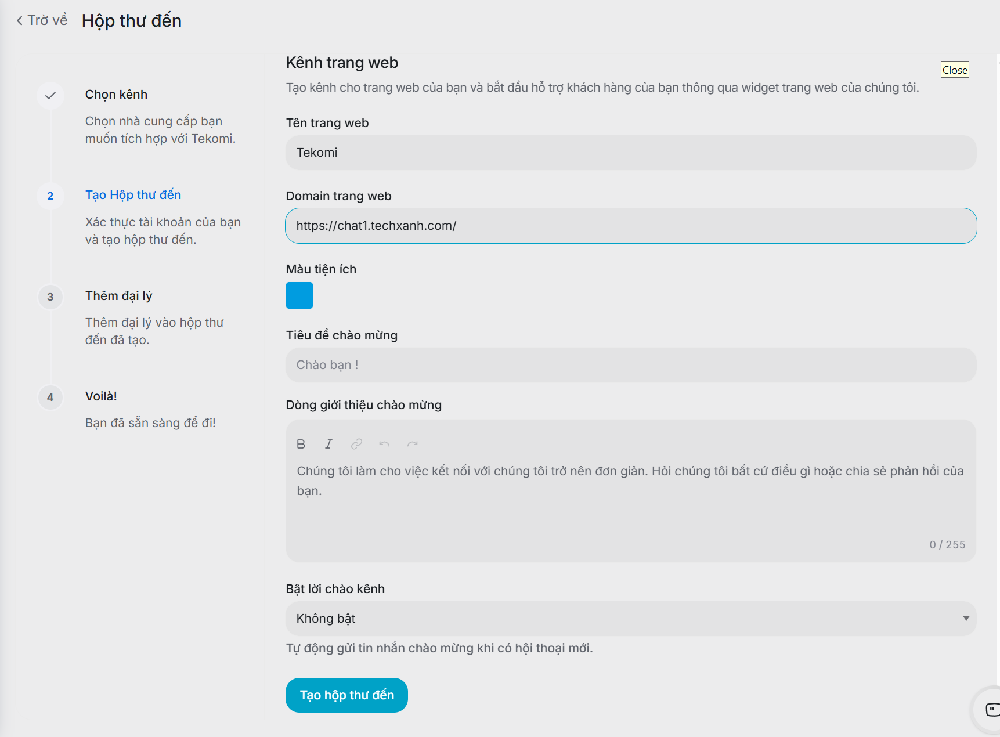 Trờ về
Hộp thư đến
Chọn kênh
Chọn nhà cung cấp bạn
muốn tích hợp với Tekomi.
2
Tạo Hộp thư đến
Xác thực tài khoản của bạn
và tạo hộp thư đến.
3
Thêm đại lý
Thêm đại lý vào hộp thư
đến đã tạo.
4
Voilà!
Bạn đã sẵn sàng để đi!
Kênh trang web
Close
Tạo kênh cho trang web của bạn và bắt đầu hỗ trợ khách hàng của bạn thông qua widget trang web của chúng tôi.
Tên trang web
Tekomi
Domain trang web
https://chat1.techxanh.com/
Màu tiện ích
Tiêu đề chào mừng
Chào bạn !
Dòng giới thiệu chào mừng
B I
Chúng tôi làm cho việc kết nối với chúng tôi trở nên đơn giản. Hỏi chúng tôi bất cứ điều gì hoặc chia sẻ phản hồi của
bạn.
0 / 255
Bật lời chào kênh
Không bật
Tự động gửi tin nhắn chào mừng khi có hội thoại mới.
Tạo hộp thư đến